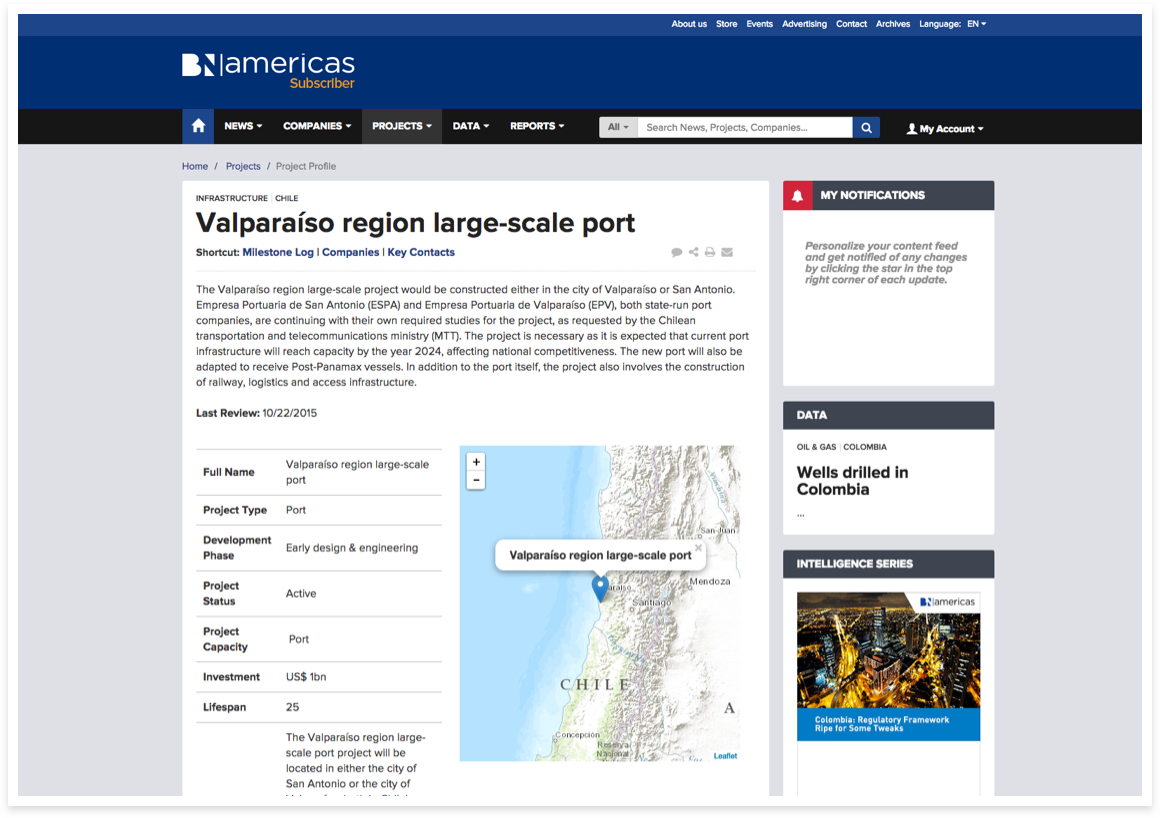 About us Store Events Advertising Contact Archives Language: EN
BN|americas
Subscriber
NEWS COMPANIES PROJECTS DATA REPORTS All Search News, Projects, Companies... My Account
Home / Projects / Project Profile
INFRASTRUCTURE | CHILE
Valparaíso region large-scale port
Shortcut: Milestone Log | Companies | Key Contacts
The Valparaíso region large-scale project would be constructed either in the city of Valparaíso or San Antonio.
Empresa Portuaria de San Antonio (ESPA) and Empresa Portuaria de Valparaíso (EPV), both state-run port
companies, are continuing with their own required studies for the project, as requested by the Chilean
transportation and telecommunications ministry (MTT). The project is necessary as it is expected that current port
infrastructure will reach capacity by the year 2024, affecting national competitiveness. The new port will also be
adapted to receive Post-Panamax vessels. In addition to the port itself, the project also involves the construction
of railway, logistics and access infrastructure.
Last Review: 10/22/2015
Full Name Valparaíso region large-scale
port
Project Type Port
Development
Phase Early design & engineering
Project
Status Active
Project
Capacity Port
Investment US$ 1bn
Lifespan 25
The Valparaíso region large-
scale port project will be
located in either the city of
San Antonio or the city of
+
−
San Juan
Valparaíso region large-scale port ×
Mendoza
Santiago
CHILE
A
Concepción
Reserva
Nacional
Leaflet
MY NOTIFICATIONS
Personalize your content feed
and get notified of any changes
by clicking the star in the top
right corner of each update.
DATA
OIL & GAS | COLOMBIA
Wells drilled in
Colombia
...
INTELLIGENCE SERIES
BN|americas
Colombia: Regulatory Framework
Ripe for Some Tweaks